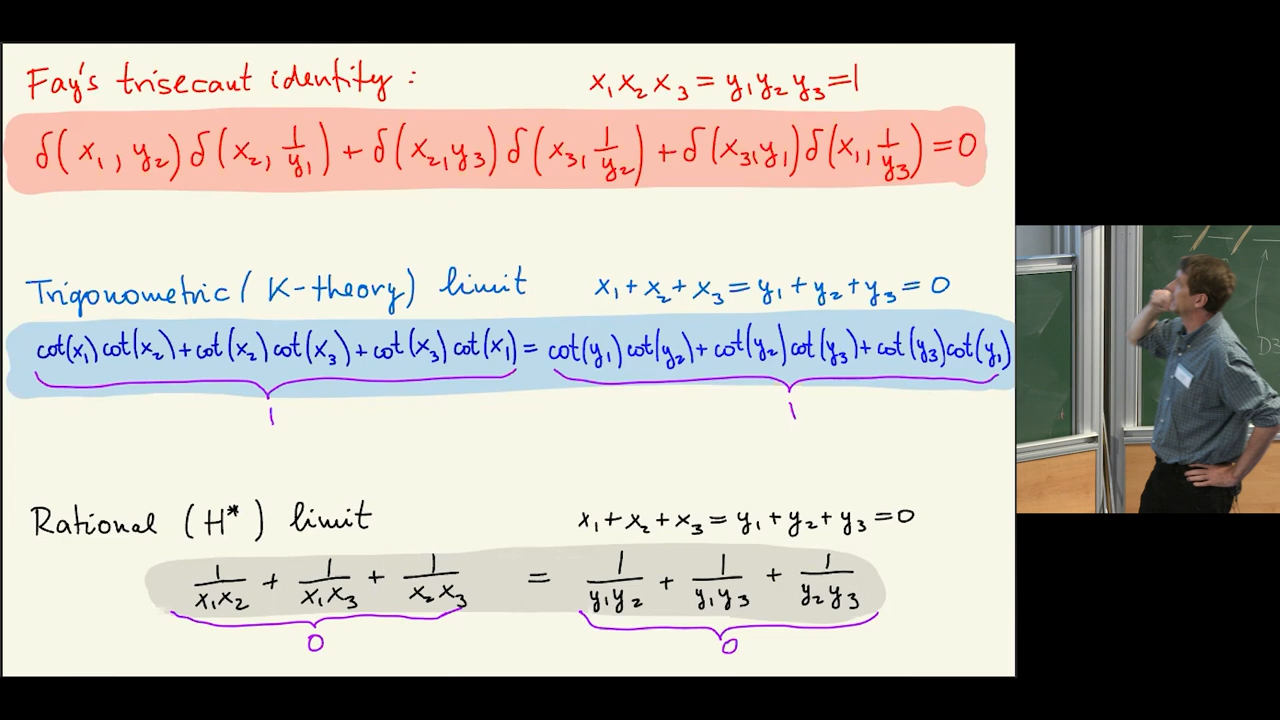 Fay's trisecant identity : x₁x₂x₃ = y₁y₂y₃ = 1
δ(x₁, y₂) δ(x₂, 1/y₁) + δ(x₂,y₃) δ(x₃, 1/y₂) + δ(x₃,y₁) δ(x₁, 1/y₃) = 0
Trigonometric (K-theory) limit x₁ + x₂ + x₃ = y₁ + y₂ + y₃ = 0
cot(x₁) cot(x₂) + cot(x₂) cot(x₃) + cot(x₃) cot(x₁) = cot(y₁) cot(y₂) + cot(y₂) cot(y₃) + cot(y₃) cot(y₁)
1 1
Rational (H*) limit x₁ + x₂ + x₃ = y₁ + y₂ + y₃ = 0
1/x₁x₂ + 1/x₁x₃ + 1/x₂x₃ = 1/y₁y₂ + 1/y₁y₃ + 1/y₂y₃
0 0